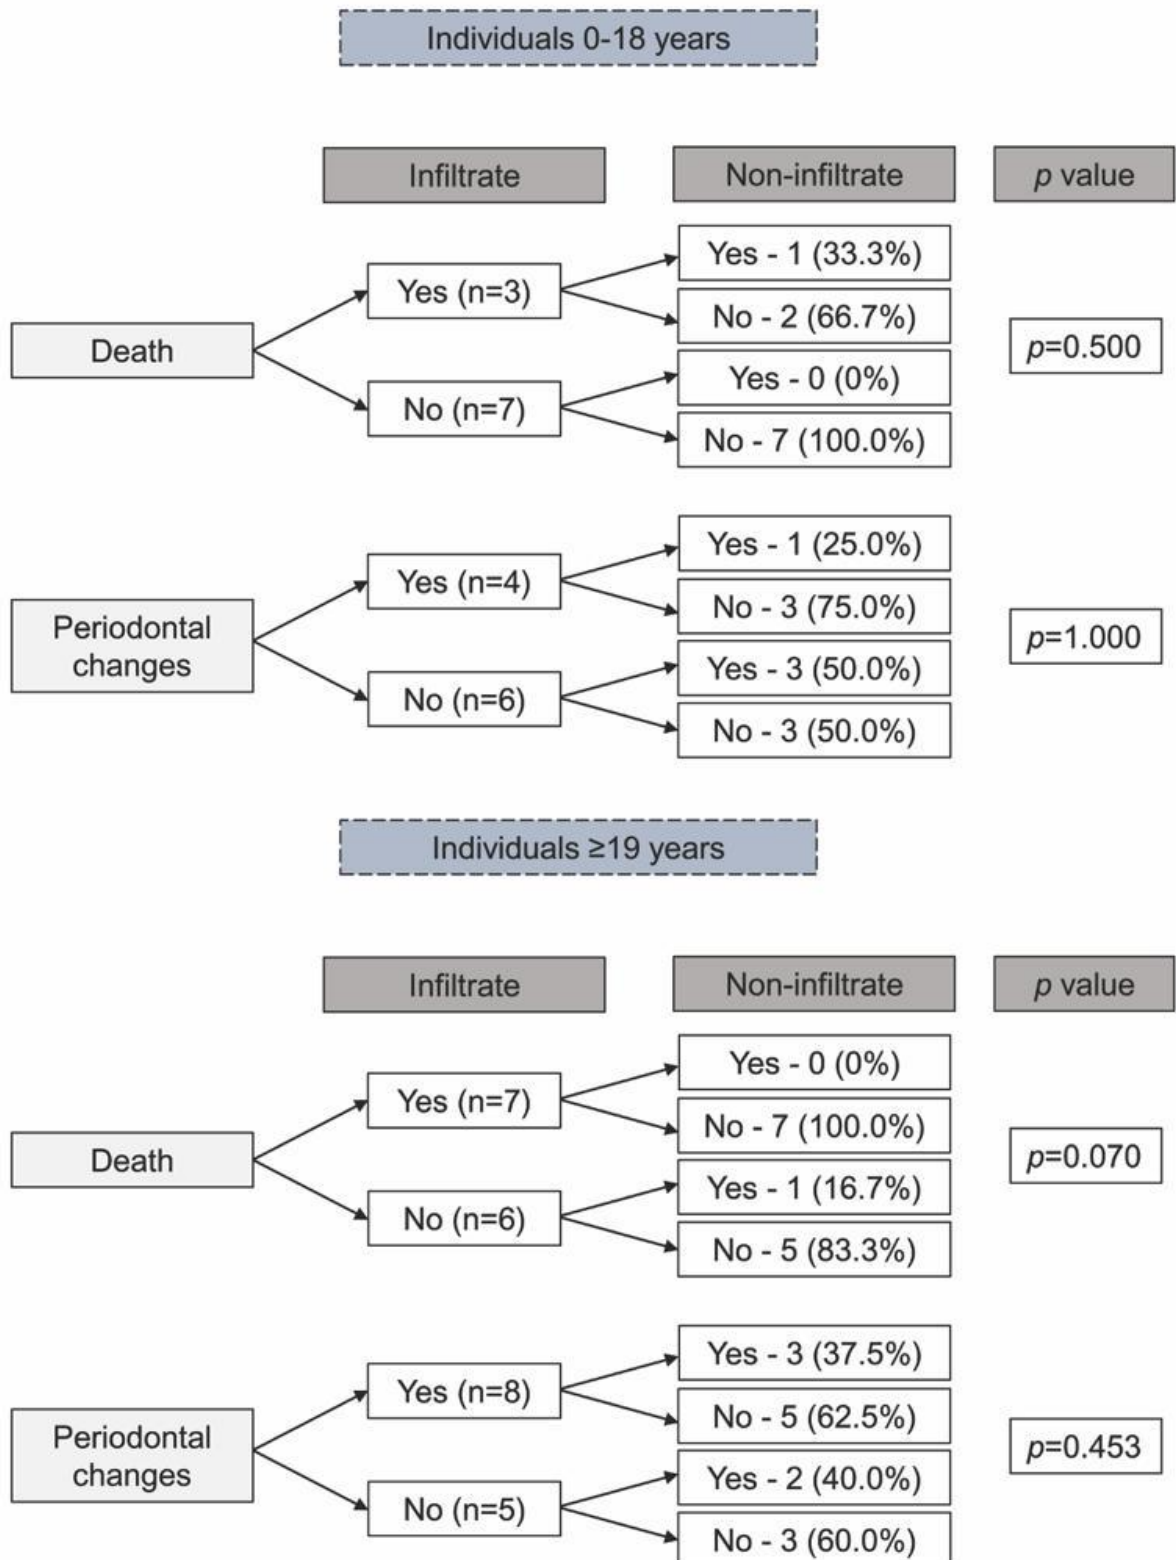 Individuals 0-18 years
Infiltrate
Non-infiltrate
p value
Death
Yes (n=3)
Yes - 1 (33.3%)
No - 2 (66.7%)
No (n=7)
Yes - 0 (0%)
No - 7 (100.0%)
p=0.500
Periodontal
changes
Yes (n=4)
Yes - 1 (25.0%)
No - 3 (75.0%)
No (n=6)
Yes - 3 (50.0%)
No - 3 (50.0%)
p=1.000
Individuals ≥19 years
Infiltrate
Non-infiltrate
p value
Death
Yes (n=7)
Yes - 0 (0%)
No - 7 (100.0%)
No (n=6)
Yes - 1 (16.7%)
No - 5 (83.3%)
p=0.070
Periodontal
changes
Yes (n=8)
Yes - 3 (37.5%)
No - 5 (62.5%)
No (n=5)
Yes - 2 (40.0%)
No - 3 (60.0%)
p=0.453